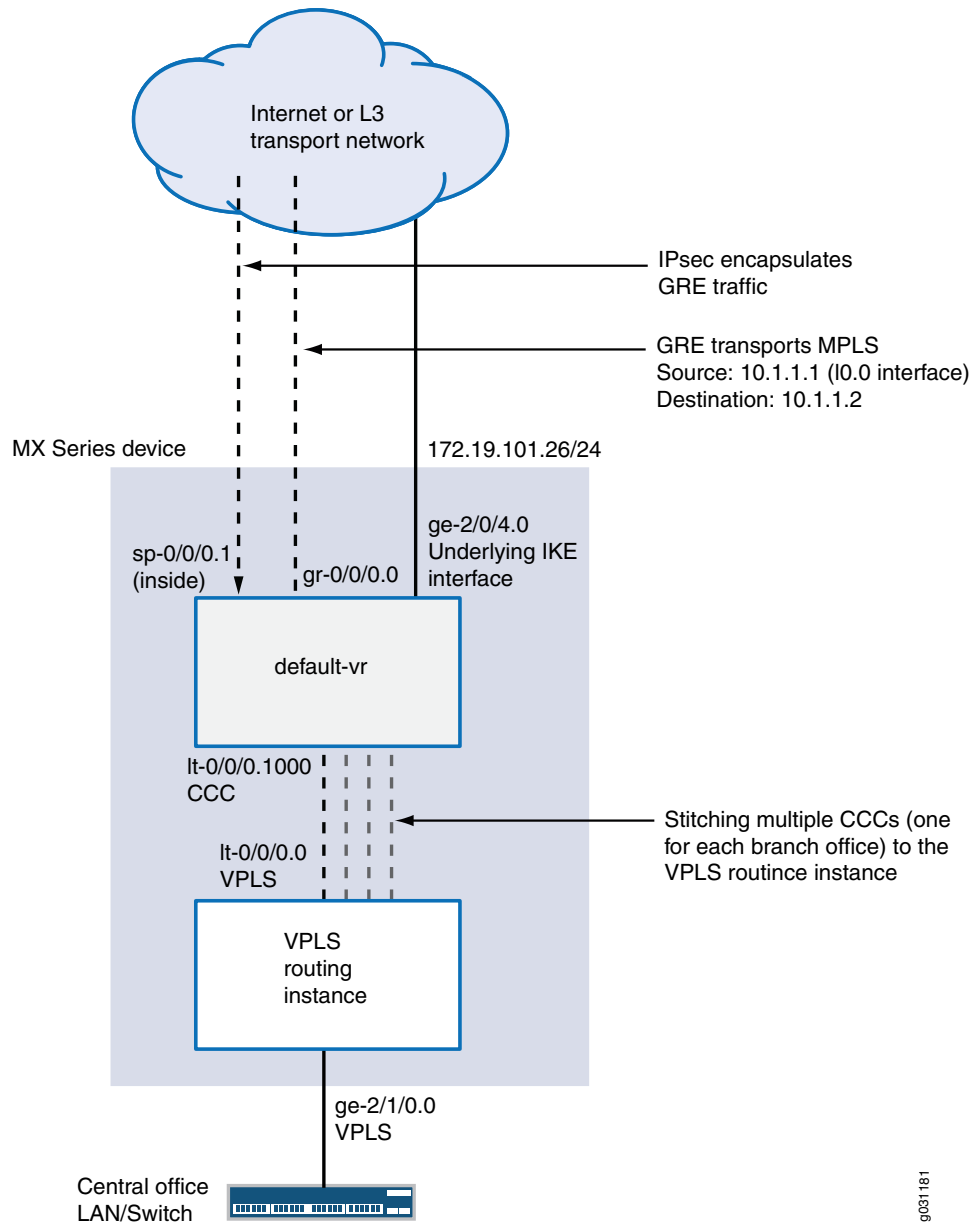 Internet or L3
transport network
IPsec encapsulates
GRE traffic
GRE transports MPLS
Source: 10.1.1.1 (l0.0 interface)
Destination: 10.1.1.2
MX Series device
172.19.101.26/24
sp-0/0/0.1
(inside)
gr-0/0/0.0
ge-2/0/4.0
Underlying IKE
interface
default-vr
lt-0/0/0.1000
CCC
Stitching multiple CCCs (one
for each branch office) to the
VPLS routince instance
lt-0/0/0.0
VPLS
VPLS
routing
instance
ge-2/1/0.0
VPLS
Central office
LAN/Switch
g031181